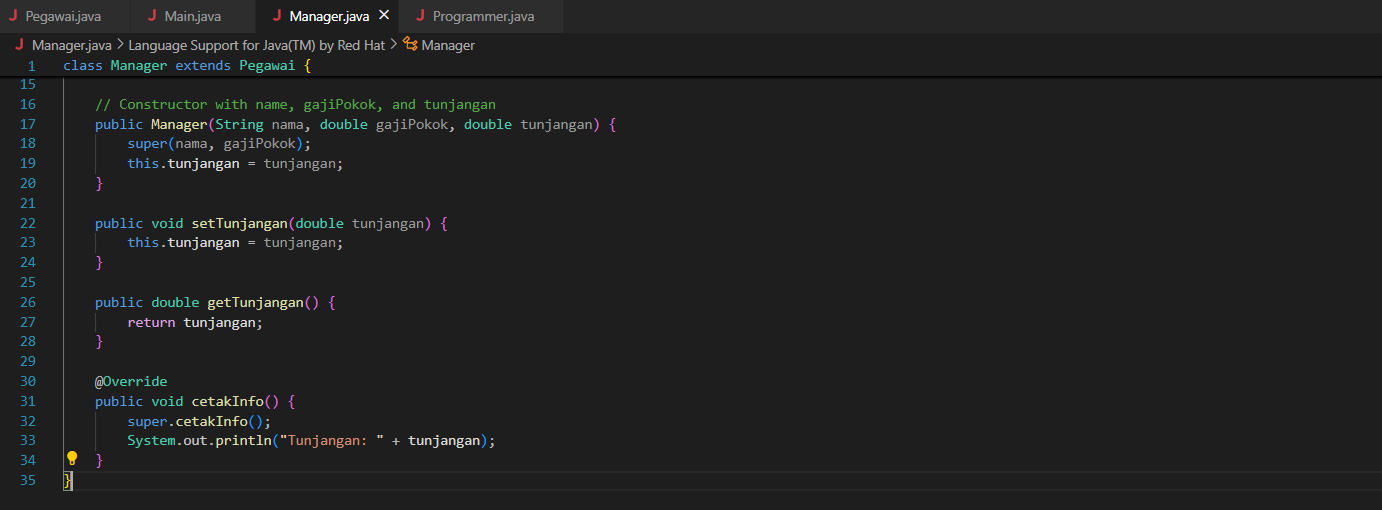 J Pegawai.java J Main.java J Manager.java × J Programmer.java
J Manager.java > Language Support for Java(TM) by Red Hat > Manager
1 class Manager extends Pegawai {
15
16     // Constructor with name, gajiPokok, and tunjangan
17     public Manager(String nama, double gajiPokok, double tunjangan) {
18         super(nama, gajiPokok);
19         this.tunjangan = tunjangan;
20     }
21
22     public void setTunjangan(double tunjangan) {
23         this.tunjangan = tunjangan;
24     }
25
26     public double getTunjangan() {
27         return tunjangan;
28     }
29
30     @Override
31     public void cetakInfo() {
32         super.cetakInfo();
33         System.out.println("Tunjangan: " + tunjangan);
34     }
35 }